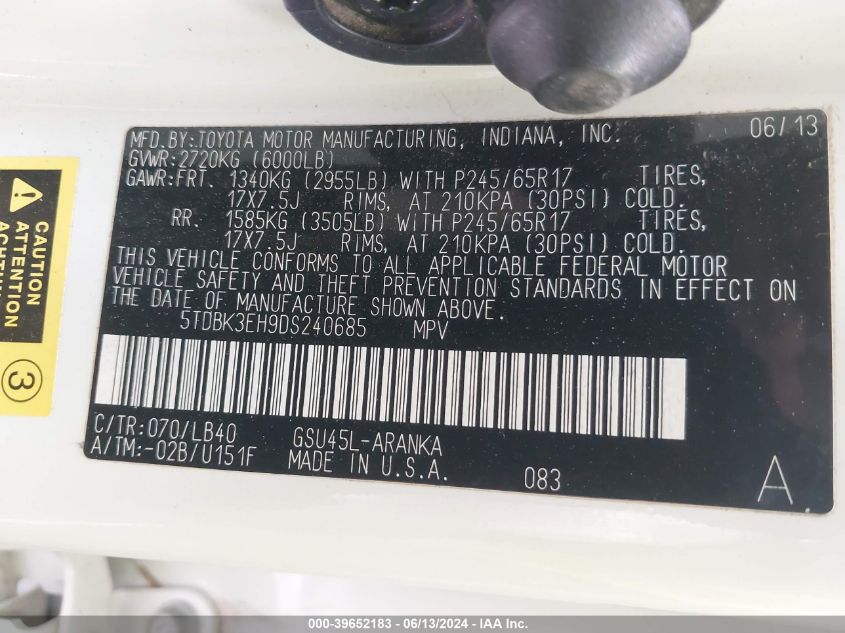 MFD.BY:TOYOTA MOTOR MANUFACTURING, INDIANA, INC. 06/13
GVWR:2720KG (6000LB)
GAWR:FRT. 1340KG (2955LB) WITH P245/65R17 TIRES,
17X7.5J RIMS, AT 210KPA (30PSI) COLD.
RR. 1585KG (3505LB) WITH P245/65R17 TIRES,
17X7.5J RIMS, AT 210KPA (30PSI) COLD.
THIS VEHICLE CONFORMS TO ALL APPLICABLE FEDERAL MOTOR
VEHICLE SAFETY AND THEFT PREVENTION STANDARDS IN EFFECT ON
THE DATE OF MANUFACTURE SHOWN ABOVE.
5TDBK3EH9DS240685 MPV
C/TR:070/LB40 GSU45L-ARANKA
A/TM:-02B/U151F MADE IN U.S.A. 083 A
CAUTION
ATTENTION
ACHTUNG
3
000-39652183 - 06/13/2024 - IAA Inc.